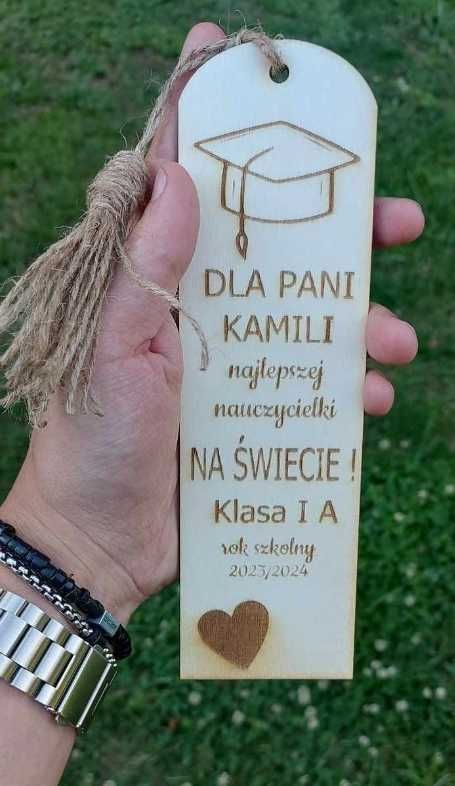 DLA PANI
KAMILI
najlepszej
nauczycielki
NA ŚWIECIE !
Klasa I A
rok szkolny
2023/2024